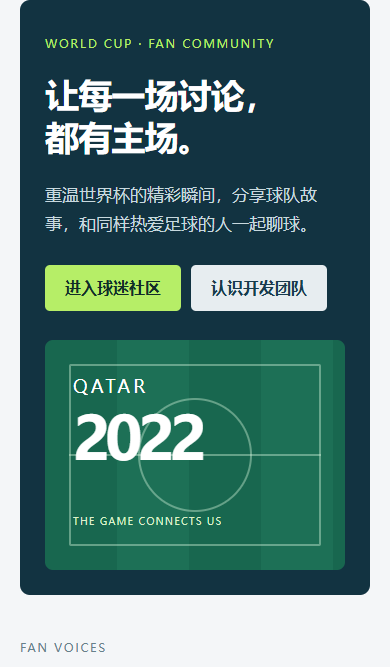 WORLD CUP · FAN COMMUNITY
让每一场讨论，
都有主场。
重温世界杯的精彩瞬间，分享球队故
事，和同样热爱足球的人一起聊球。
进入球迷社区
认识开发团队
QATAR
2022
THE GAME CONNECTS US
FAN VOICES